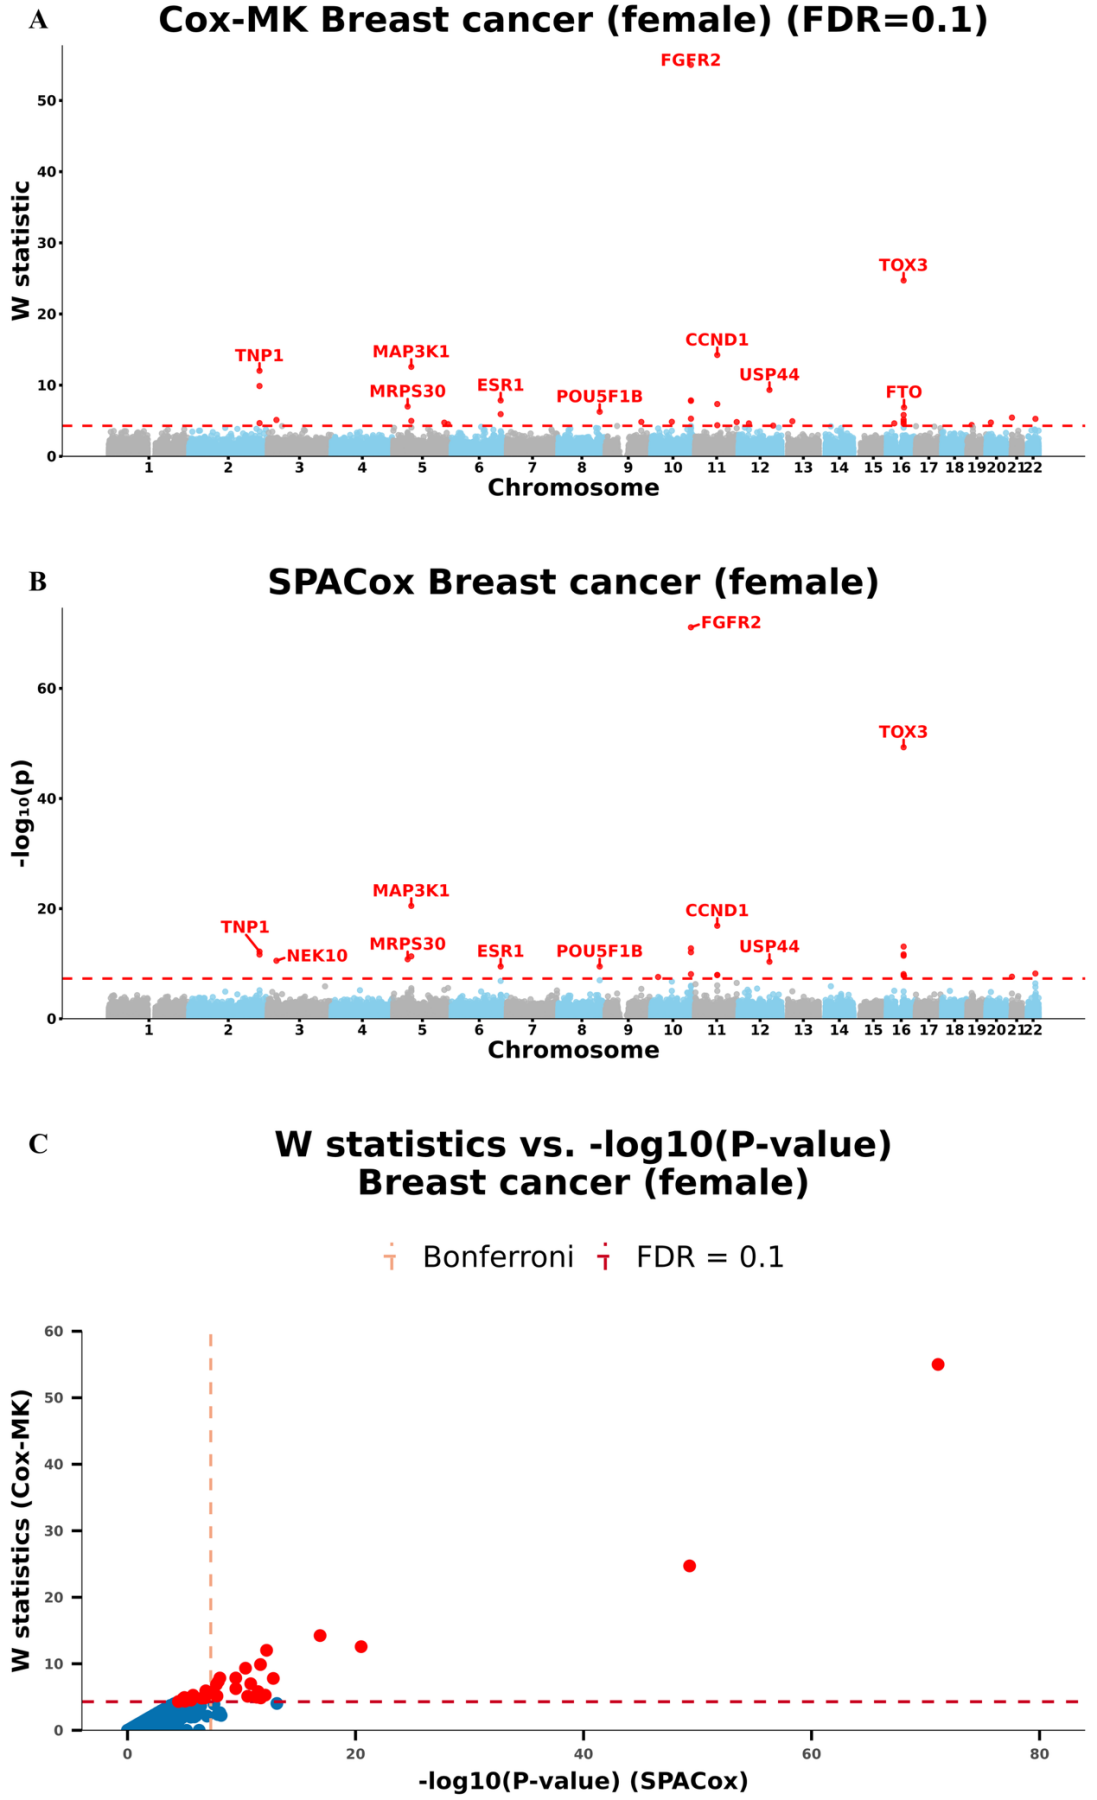 A
Cox-MK Breast cancer (female) (FDR=0.1)
W statistic
50
40
30
20
10
0
FGFR2
TOX3
CCND1
MAP3K1
TNP1
USP44
ESR1
MRPS30
FTO
POU5F1B
1 2 3 4 5 6 7 8 9 10 11 12 13 14 15 16 17 18 19 20 21 22
Chromosome
B
SPACox Breast cancer (female)
-log₁₀(p)
60
40
20
0
FGFR2
TOX3
MAP3K1
CCND1
TNP1
MRPS30
USP44
NEK10
ESR1
POU5F1B
1 2 3 4 5 6 7 8 9 10 11 12 13 14 15 16 17 18 19 20 21 22
Chromosome
C
W statistics vs. -log10(P-value)
Breast cancer (female)
Bonferroni FDR = 0.1
W statistics (Cox-MK)
60
50
40
30
20
10
0
0 20 40 60 80
-log10(P-value) (SPACox)